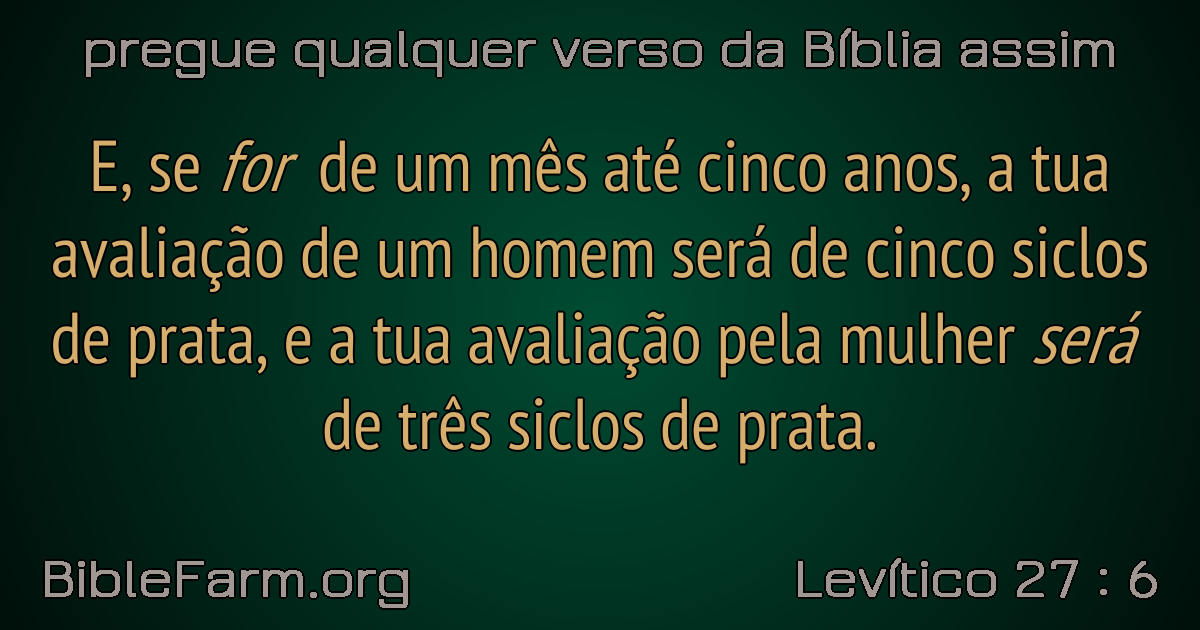 pregue qualquer verso da Bíblia assim
E, se for de um mês até cinco anos, a tua
avaliação de um homem será de cinco siclos
de prata, e a tua avaliação pela mulher será
de três siclos de prata.
BibleFarm.org
Levítico 27 : 6